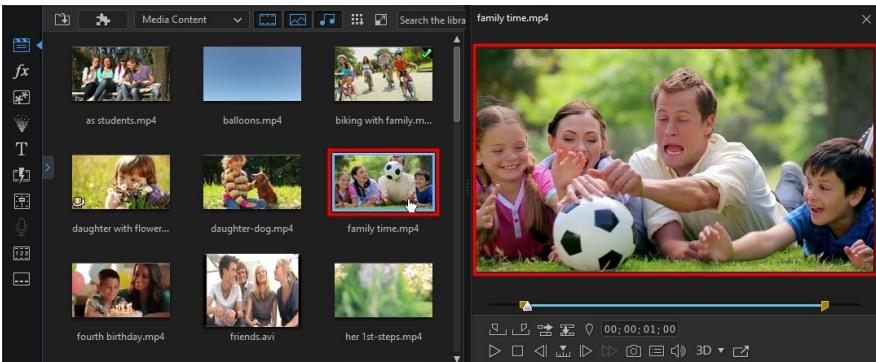 Media Content
Search the libra
family time.mp4
fx
as students.mp4
balloons.mp4
biking with family.m...
T
daughter with flower...
daughter-dog.mp4
family time.mp4
fourth birthday.mp4
friends.avi
her 1st-steps.mp4
00; 00; 01; 00
3D